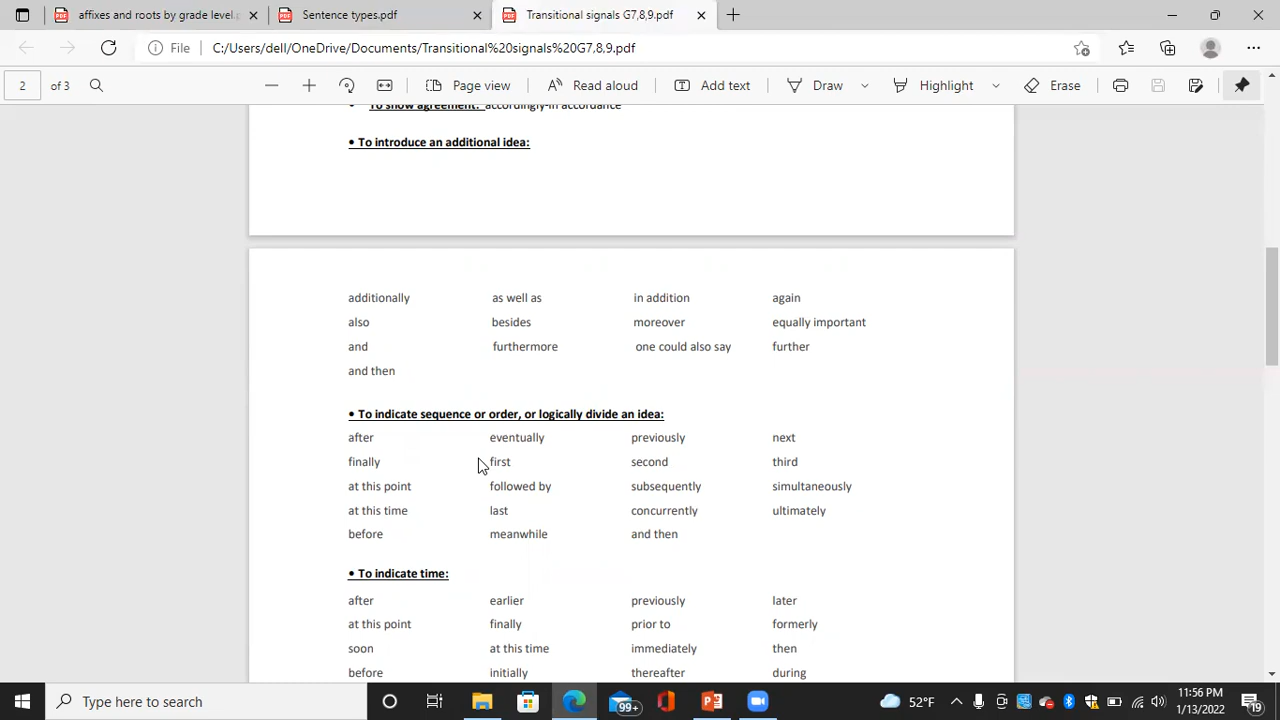 affixes and roots by grade level.
Sentence types.pdf
Transitional signals G7,8,9.pdf
File C:/Users/dell/OneDrive/Documents/Transitional%20signals%20G7,8,9.pdf
2 of 3 Page view Read aloud Add text Draw Highlight Erase
• To show agreement: accordingly-in accordance
• To introduce an additional idea:
additionally as well as in addition again
also besides moreover equally important
and furthermore one could also say further
and then
• To indicate sequence or order, or logically divide an idea:
after eventually previously next
finally first second third
at this point followed by subsequently simultaneously
at this time last concurrently ultimately
before meanwhile and then
• To indicate time:
after earlier previously later
at this point finally prior to formerly
soon at this time immediately then
before initially thereafter during
Type here to search
99+
52°F
11:56 PM
1/13/2022
19